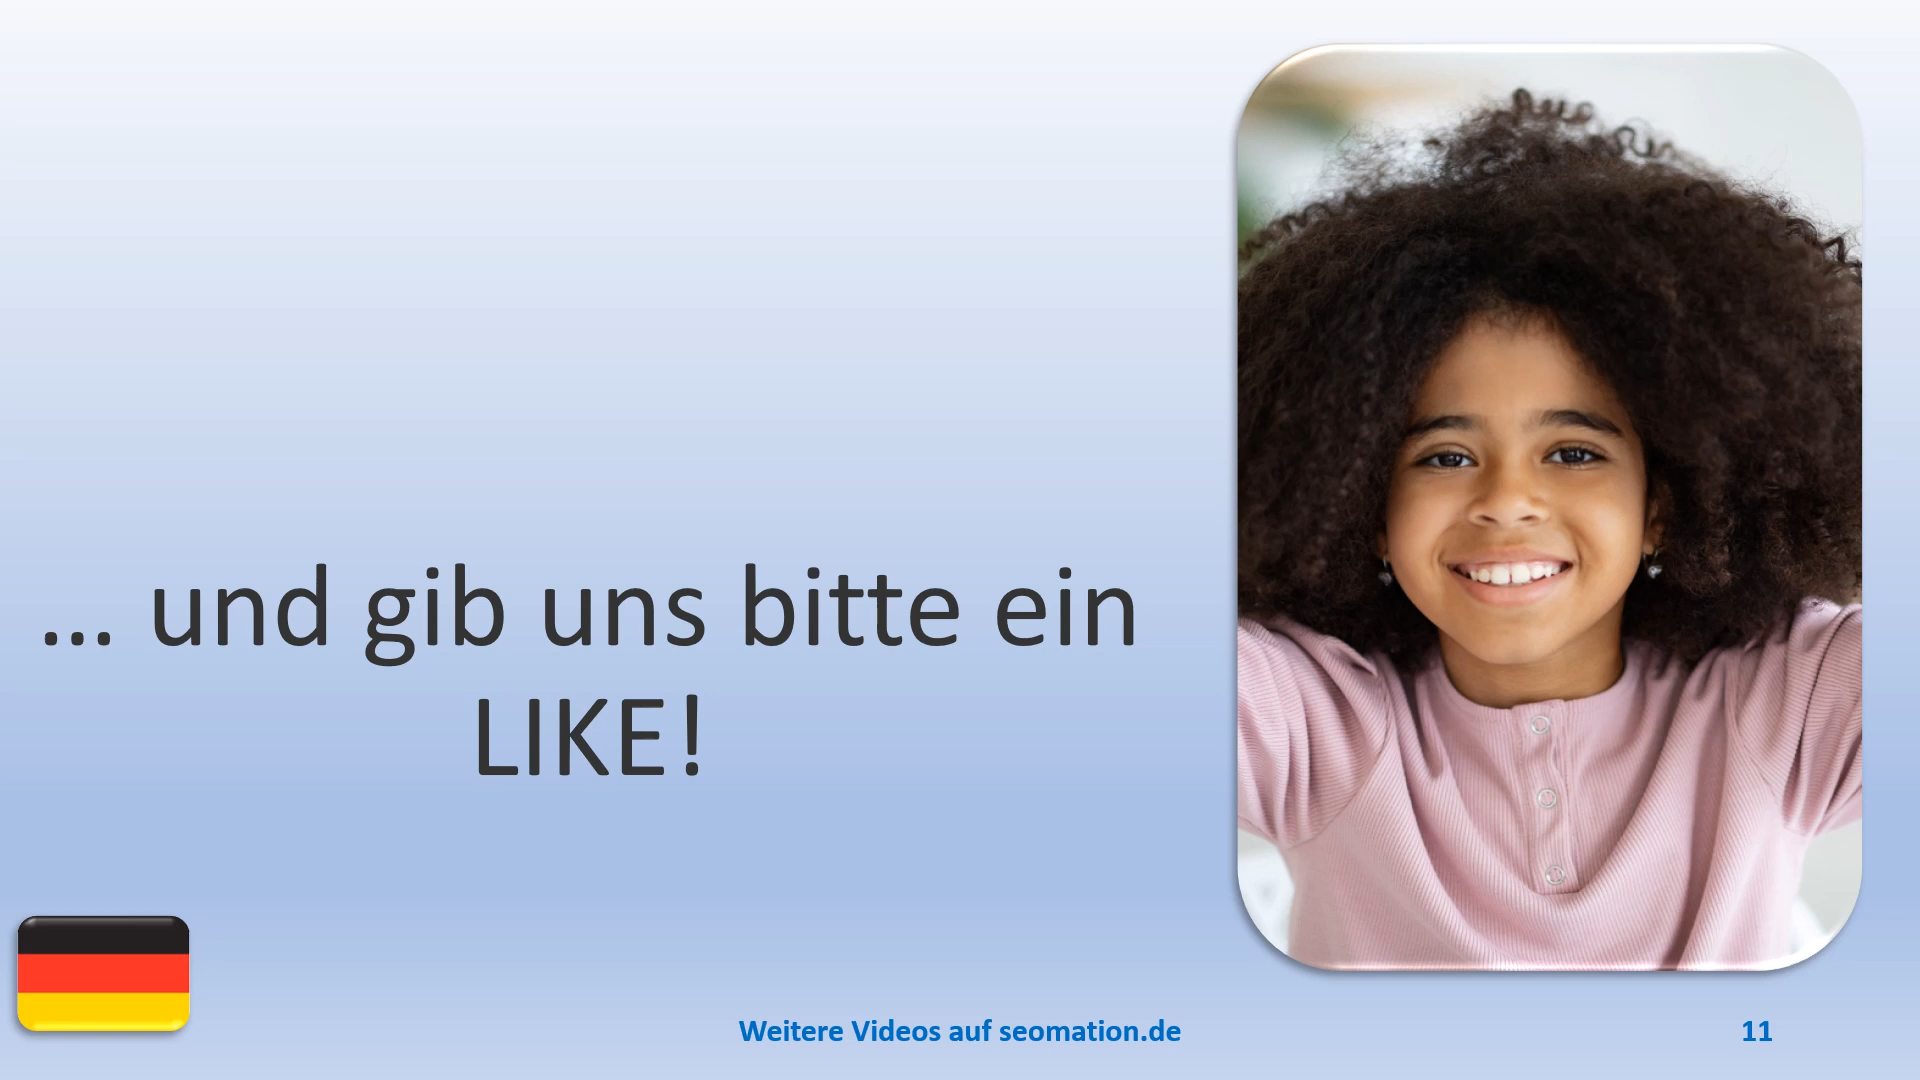 ... und gib uns bitte ein
LIKE!
Weitere Videos auf seomation.de
11